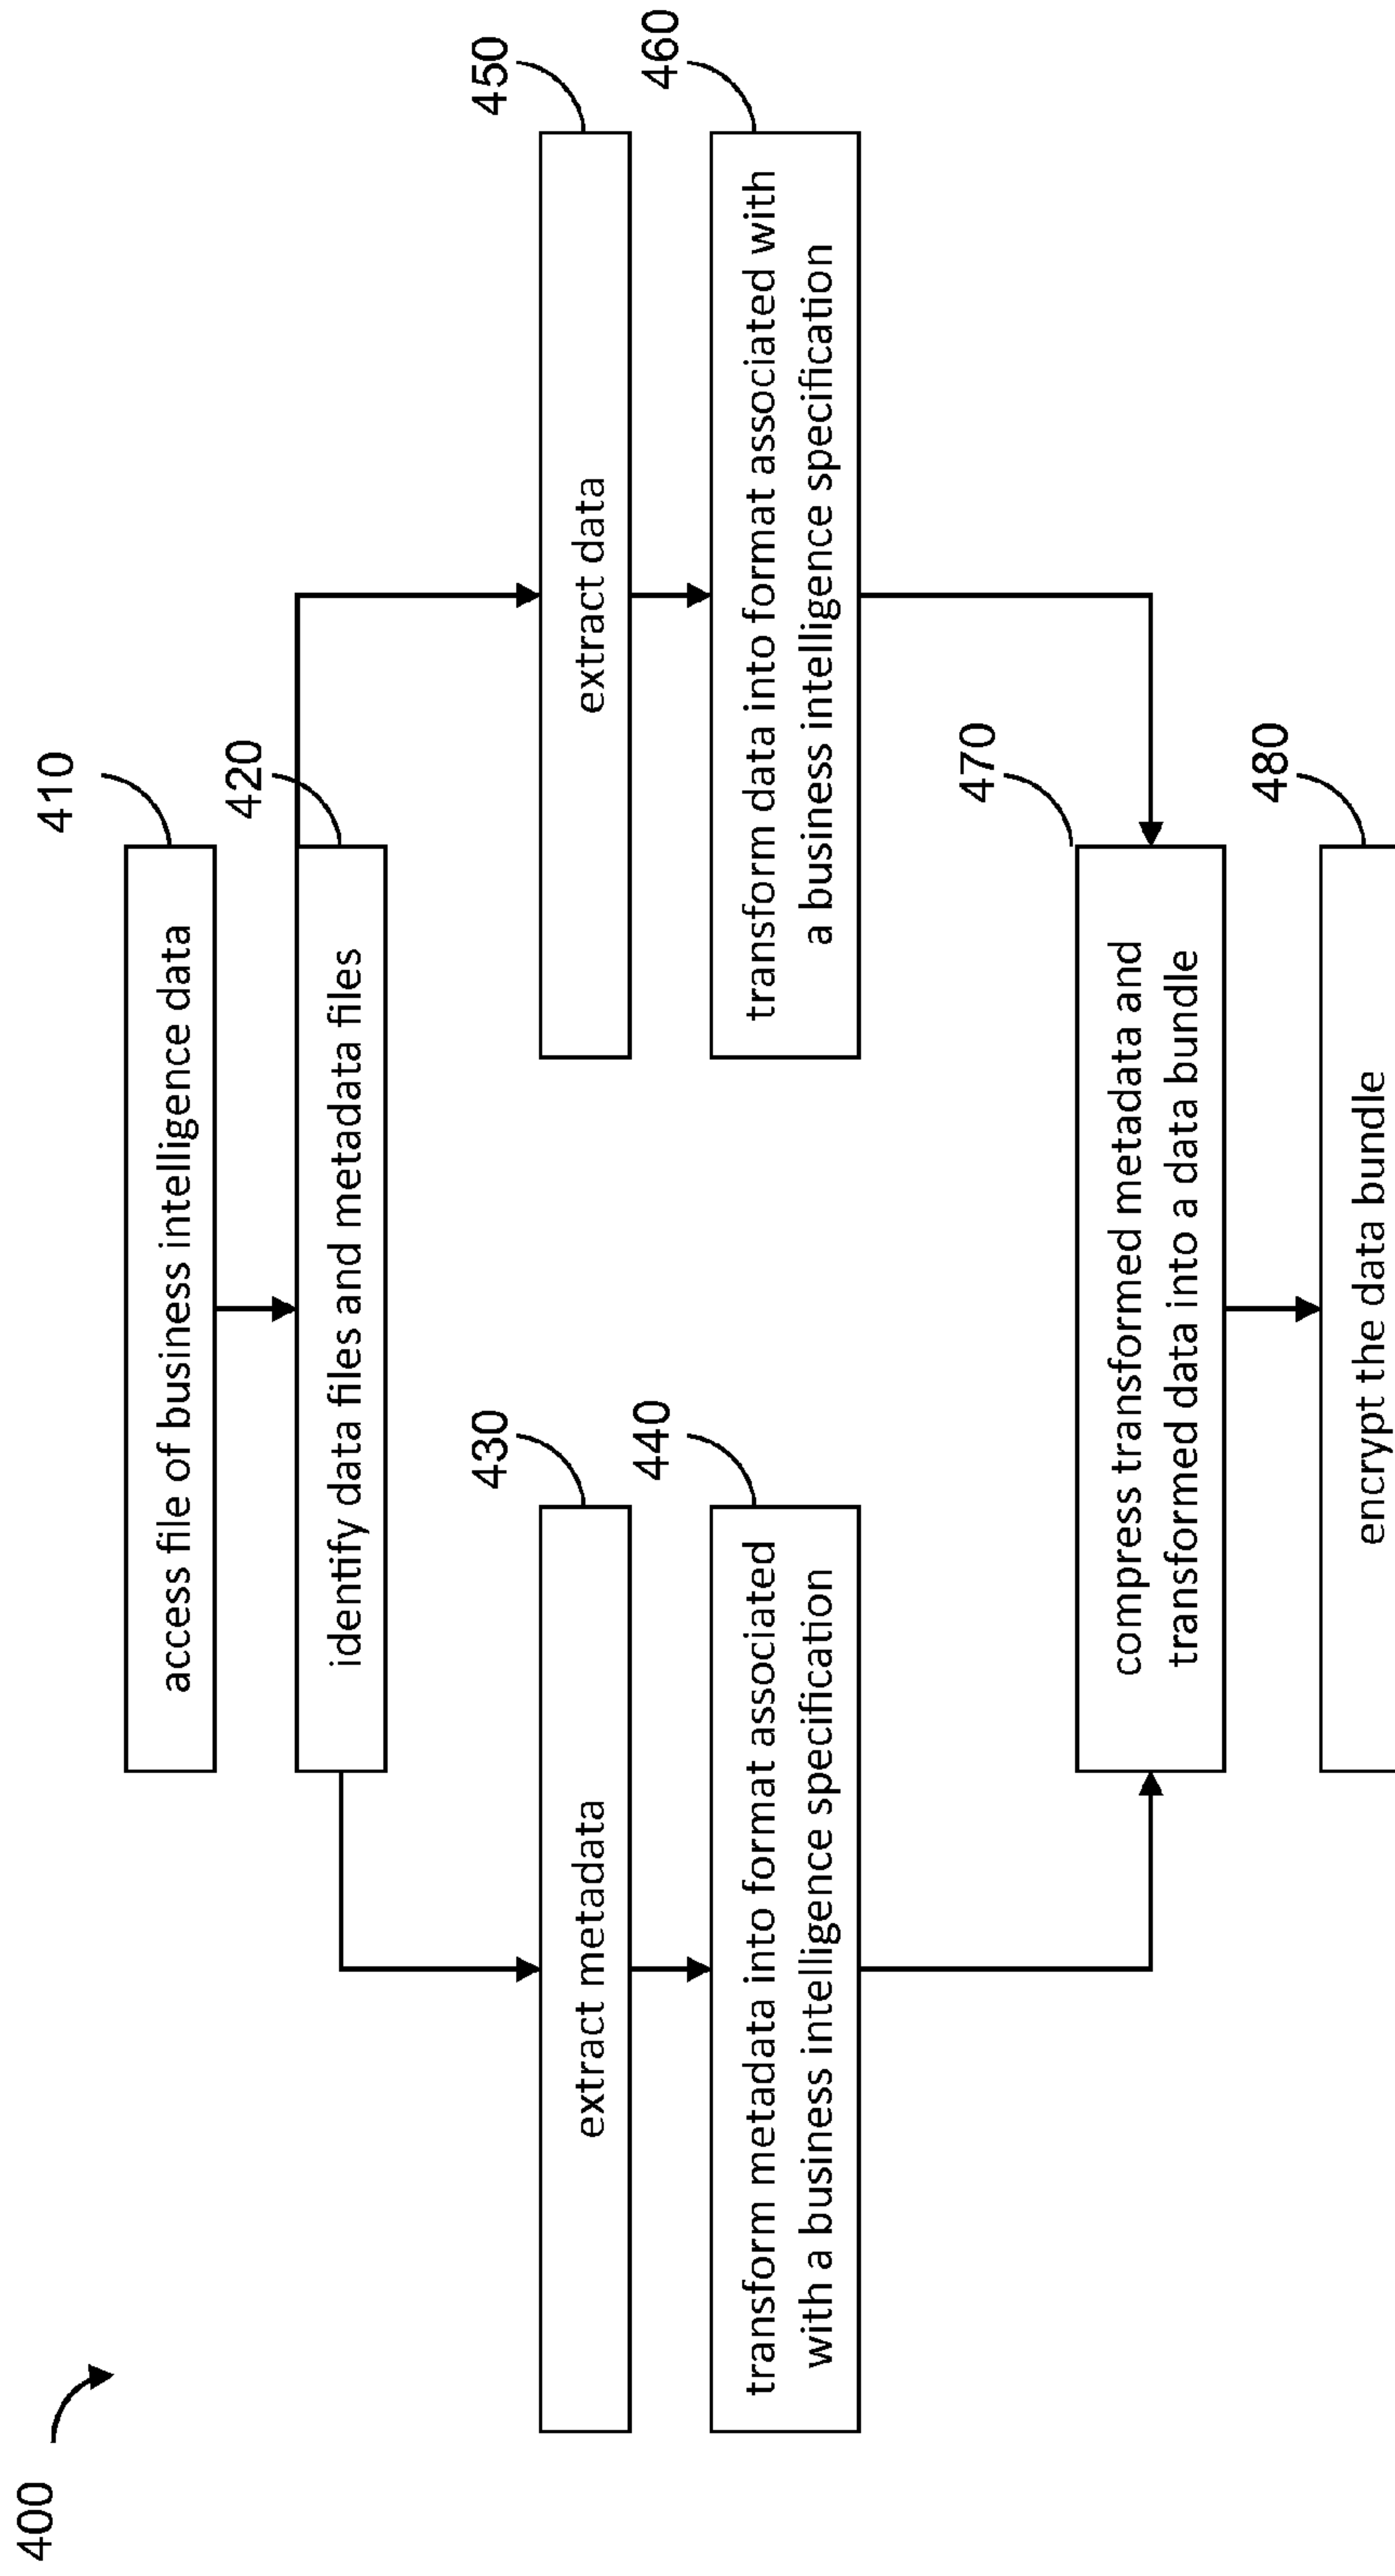 400
410
access file of business intelligence data
420
identify data files and metadata files
430
extract metadata
440
transform metadata into format associated
with a business intelligence specification
450
extract data
460
transform data into format associated with
a business intelligence specification
470
compress transformed metadata and
transformed data into a data bundle
480
encrypt the data bundle